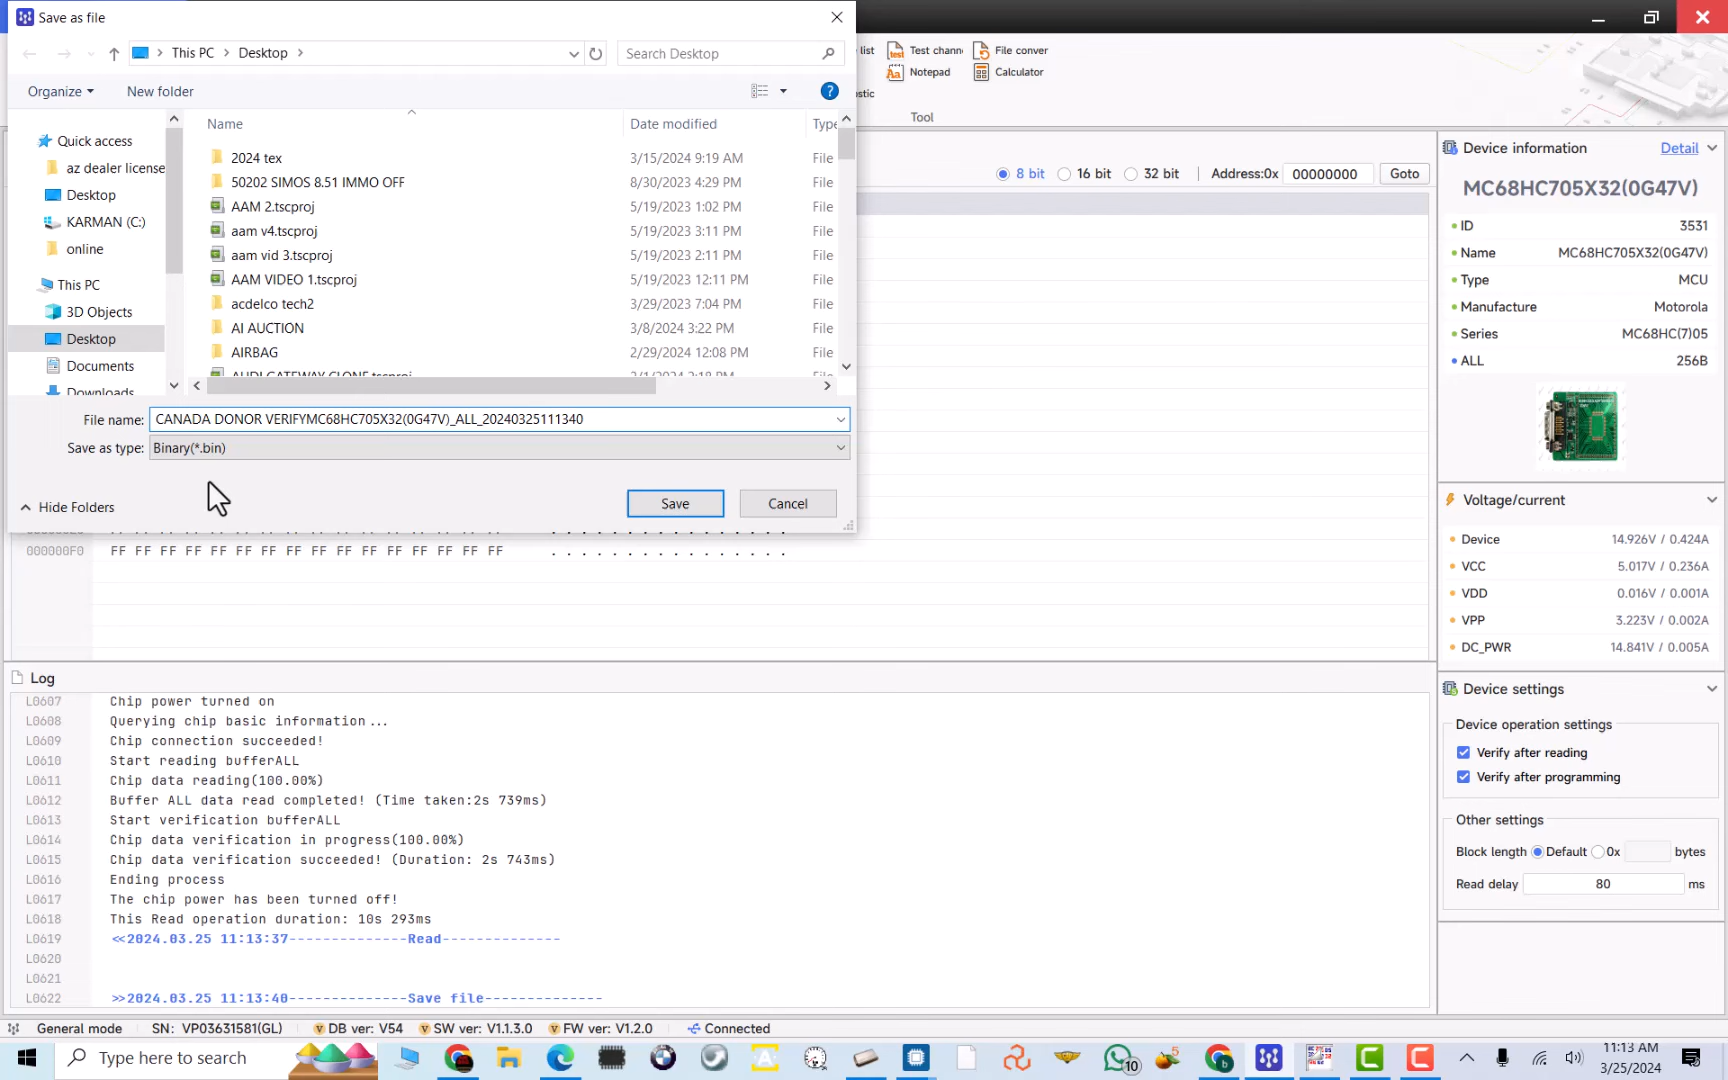 Save as file
This PC > Desktop >
Search Desktop
Organize
New folder
Name
Date modified
Type
Quick access
az dealer license
Desktop
KARMAN (C:)
online
This PC
3D Objects
Desktop
Documents
Downloads
2024 tex 3/15/2024 9:19 AM File
50202 SIMOS 8.51 IMMO OFF 8/30/2023 4:29 PM File
AAM 2.tscproj 5/19/2023 1:02 PM File
aam v4.tscproj 5/19/2023 3:11 PM File
aam vid 3.tscproj 5/19/2023 2:11 PM File
AAM VIDEO 1.tscproj 5/19/2023 12:11 PM File
acdelco tech2 3/29/2023 7:04 PM File
AI AUCTION 3/8/2024 3:22 PM File
AIRBAG 2/29/2024 12:08 PM File
AUDI GATEWAY CLONE.tscproj 2/1/2024 2:18 PM File
File name: CANADA DONOR VERIFYMC68HC705X32(0G47V)_ALL_20240325111340
Save as type: Binary(*.bin)
Hide Folders
Save
Cancel
list
Test chann
File conver
Notepad
Calculator
ostic
Tool
8 bit 16 bit 32 bit Address:0x 00000000 Goto
000000F0 FF FF FF FF FF FF FF FF FF FF FF FF FF FF FF FF . . . . . . . . . . . . . . . .
Device information Detail
MC68HC705X32(0G47V)
ID 3531
Name MC68HC705X32(0G47V)
Type MCU
Manufacture Motorola
Series MC68HC(7)05
ALL 256B
Voltage/current
Device 14.926V / 0.424A
VCC 5.017V / 0.236A
VDD 0.016V / 0.001A
VPP 3.223V / 0.002A
DC_PWR 14.841V / 0.005A
Device settings
Device operation settings
Verify after reading
Verify after programming
Other settings
Block length Default 0x bytes
Read delay 80 ms
Log
L0607 Chip power turned on
L0608 Querying chip basic information...
L0609 Chip connection succeeded!
L0610 Start reading bufferALL
L0611 Chip data reading(100.00%)
L0612 Buffer ALL data read completed! (Time taken:2s 739ms)
L0613 Start verification bufferALL
L0614 Chip data verification in progress(100.00%)
L0615 Chip data verification succeeded! (Duration: 2s 743ms)
L0616 Ending process
L0617 The chip power has been turned off!
L0618 This Read operation duration: 10s 293ms
L0619 <<2024.03.25 11:13:37--------------Read--------------
L0620
L0621
L0622 >>2024.03.25 11:13:40--------------Save file--------------
General mode SN: VP03631581(GL) DB ver: V54 SW ver: V1.1.3.0 FW ver: V1.2.0 Connected
Type here to search
10
11:13 AM
3/25/2024